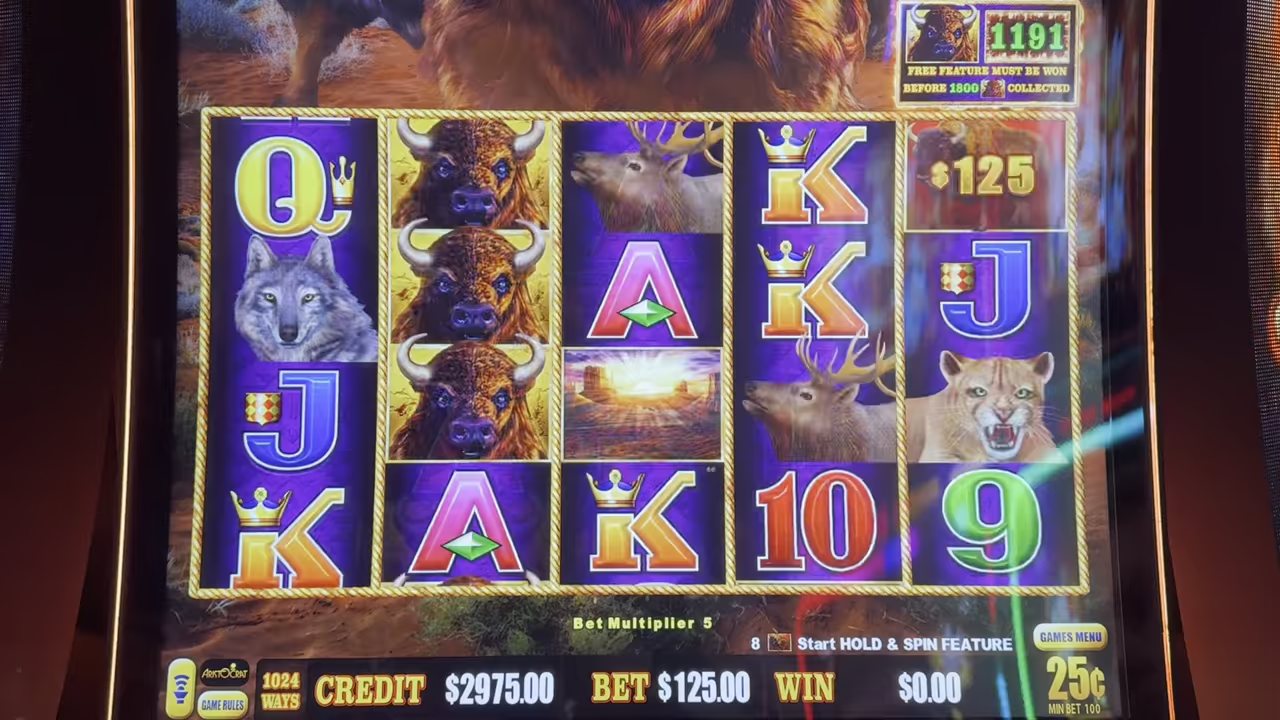 1191
FREE FEATURE MUST BE WON
BEFORE 1800 COLLECTED
Q K $125
A K J
J
K A K 10 9
Bet Multiplier 5
8 Start HOLD & SPIN FEATURE
GAMES MENU
ARISTOCRAT
GAME RULES
1024
WAYS
CREDIT $2975.00 BET $125.00 WIN $0.00
25¢
MIN BET 100